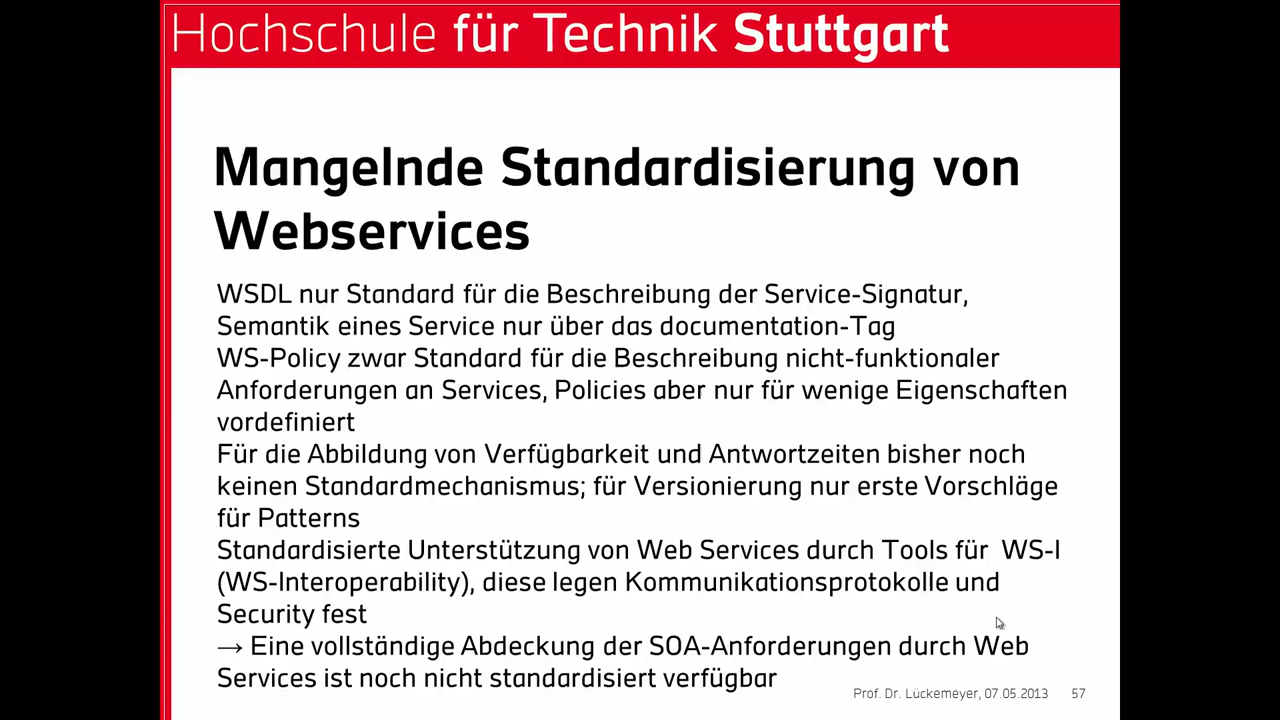 Hochschule für Technik Stuttgart
Mangelnde Standardisierung von
Webservices
WSDL nur Standard für die Beschreibung der Service-Signatur,
Semantik eines Service nur über das documentation-Tag
WS-Policy zwar Standard für die Beschreibung nicht-funktionaler
Anforderungen an Services, Policies aber nur für wenige Eigenschaften
vordefiniert
Für die Abbildung von Verfügbarkeit und Antwortzeiten bisher noch
keinen Standardmechanismus; für Versionierung nur erste Vorschläge
für Patterns
Standardisierte Unterstützung von Web Services durch Tools für  WS-I
(WS-Interoperability), diese legen Kommunikationsprotokolle und
Security fest
→ Eine vollständige Abdeckung der SOA-Anforderungen durch Web
Services ist noch nicht standardisiert verfügbar
Prof. Dr. Lückemeyer, 07.05.2013 57